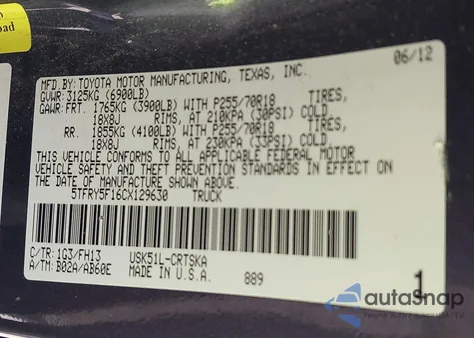 oad
06/12
MFD.BY: TOYOTA MOTOR MANUFACTURING, TEXAS, INC.
GVWR: 3125KG (6900LB)
GAWR: FRT. 1765KG (3900LB) WITH P255/70R18 TIRES,
18X8J RIMS, AT 210KPA (30PSI) COLD
RR. 1855KG (4100LB) WITH P255/70R18 TIRES,
18X8J RIMS, AT 230KPA (33PSI) COLD.
THIS VEHICLE CONFORMS TO ALL APPLICABLE FEDERAL MOTOR
VEHICLE SAFETY AND THEFT PREVENTION STANDARDS IN EFFECT ON
THE DATE OF MANUFACTURE SHOWN ABOVE.
5TFRY5F16CX129630 TRUCK
C/TR: 1G3/FH13 USK51L-CRTSKA
A/TM: B02A/AB60E MADE IN U.S.A. 889
1
autoSnap